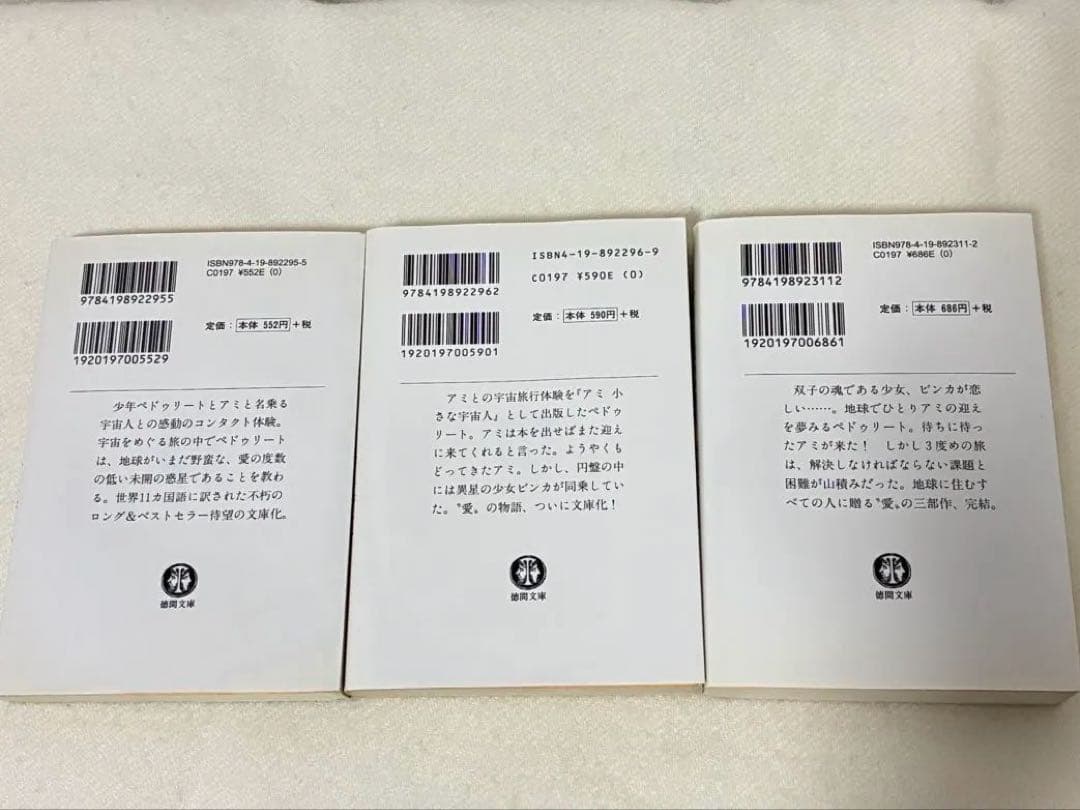 ISBN978-4-19-892295-5
C0197 ¥552E (0)
9784198922955
定価：本体 552円＋税
1920197005529
少年ペドゥリートとアミと名乗る
宇宙人との感動のコンタクト体験。
宇宙をめぐる旅の中でペドゥリート
は、地球がいまだ野蛮な、愛の度数
の低い未開の惑星であることを教わ
る。世界11カ国語に訳された不朽の
ロング＆ベストセラー待望の文庫化。
徳間文庫
ISBN4-19-892296-9
C0197 ¥590E (0)
9784198922962
定価：本体 590円＋税
1920197005901
アミとの宇宙旅行体験を『アミ 小
さな宇宙人』として出版したペドゥ
リート。アミは本を出せばまた迎え
に来てくれると言った。ようやくも
どってきたアミ。しかし、円盤の中
には異星の少女ビンカが同乗してい
た。〝愛〟の物語、ついに文庫化！
徳間文庫
ISBN978-4-19-892311-2
C0197 ¥686E (0)
9784198923112
定価：本体 686円＋税
1920197006861
双子の魂である少女、ビンカが恋
しい……。地球でひとりアミの迎え
を夢みるペドゥリート。待ちに待っ
たアミが来た！　しかし３度めの旅
は、解決しなければならない課題と
困難が山積みだった。地球に住むす
べての人に贈る〝愛〟の三部作、完結。
徳間文庫